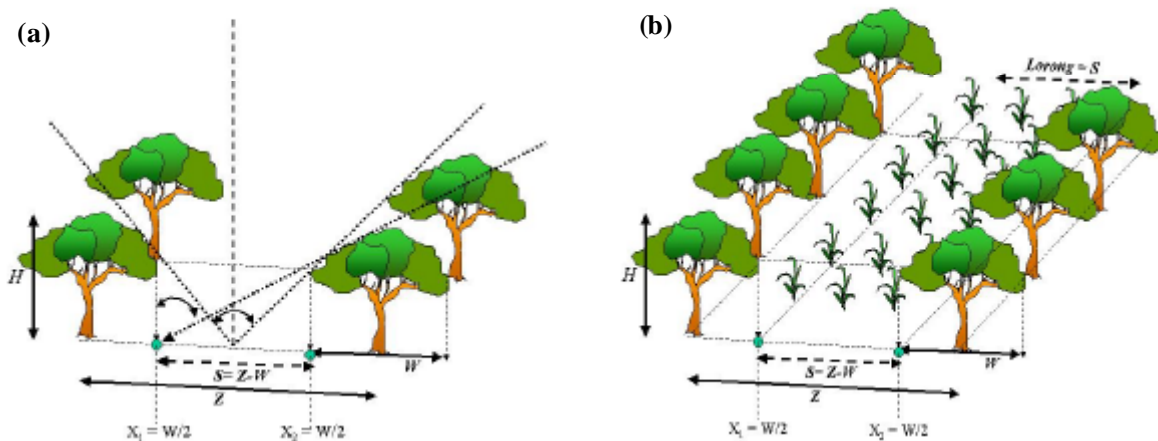 (a)
H
W
S= Z-W
Z
X₁ = W/2
X₂ = W/2
(b)
Lorong = S
H
W
S= Z-W
Z
X₁ = W/2
X₂ = W/2